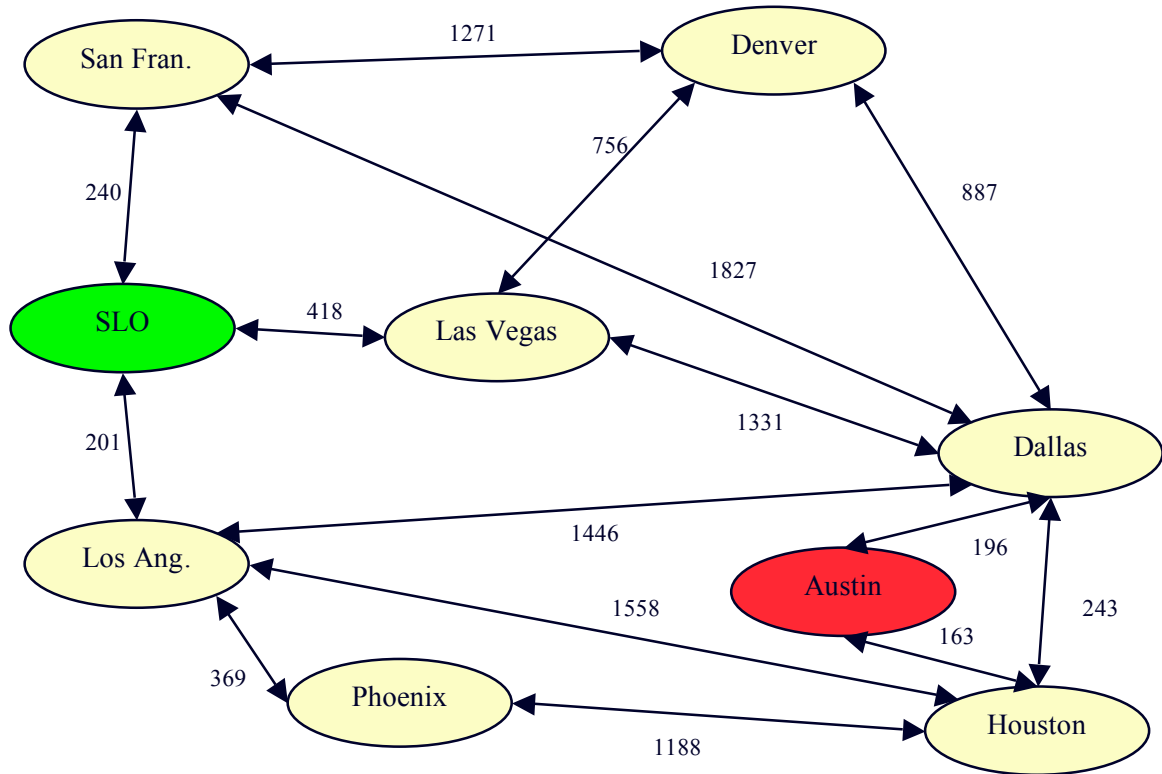 San Fran.
1271
Denver
756
240
887
1827
SLO
418
Las Vegas
1331
201
Dallas
1446
196
Los Ang.
Austin
1558
243
163
369
Phoenix
Houston
1188